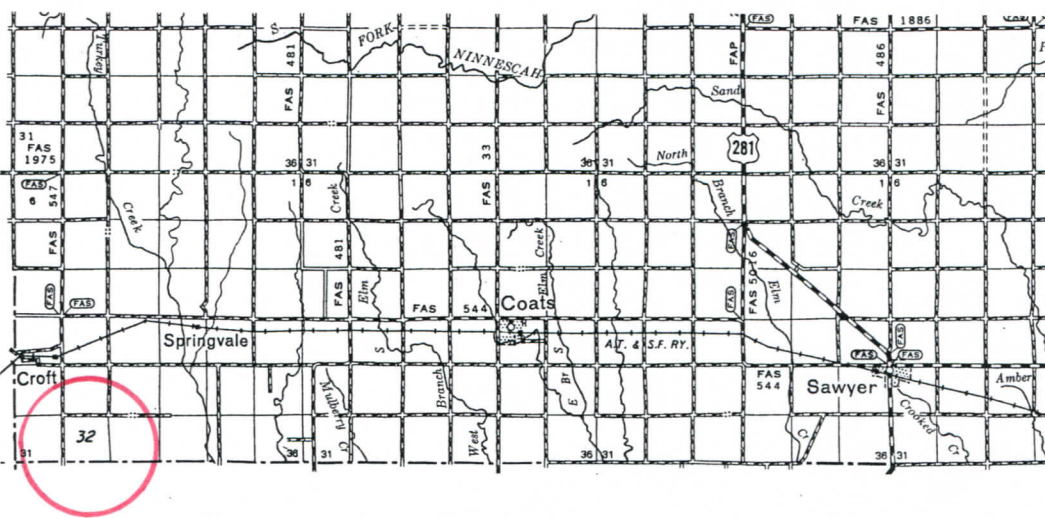 FAS
FAS 1886
Turkey
S
FORK
NINNESCAH
481
FAS
FAP
486
FAS
Sand
281
31
FAS
1975
36 31
33
36 31
North
36 31
FAS
6
547
1 6
Creek
FAS
1 6
Branch
1 6
Creek
Creek
FAS
481
FAS
Elm
Creek
Elm
FAS
FAS 5016
Elm
FAS
FAS
FAS 544
Coats
FAS
FAS
Springvale
S
A.T. & S.F. RY.
S
FAS
FAS
Croft
Mulberry Cr
Branch
Br
E
FAS
544
Sawyer
Amber
32
West
Cr
Crooked
Cr
31
36 31
36 31
36 31